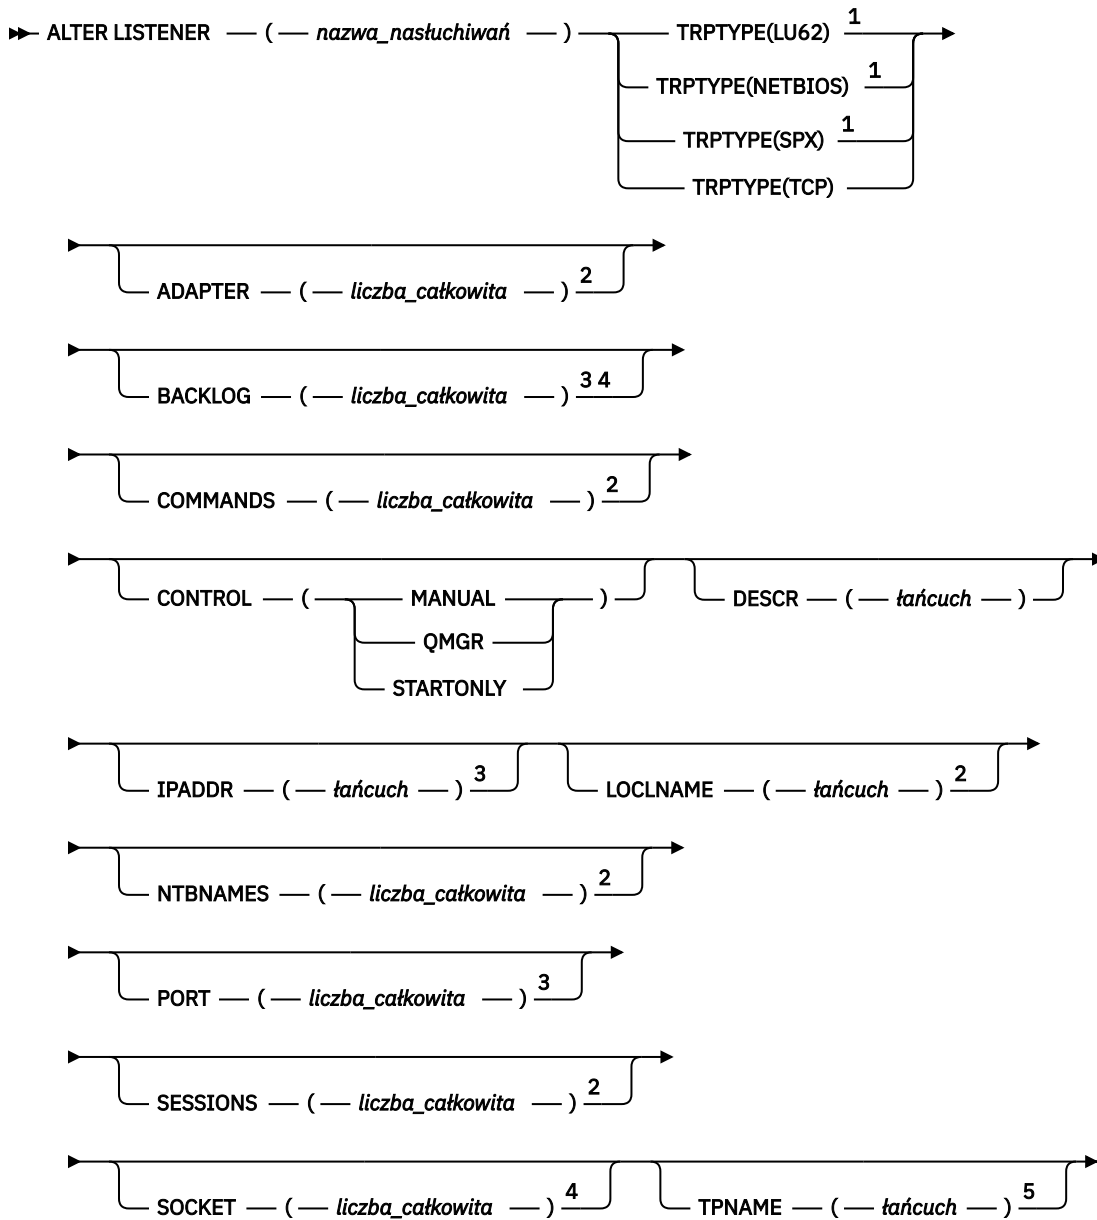 ALTER LISTENER ( nazwa_nasłuchiwań ) TRPTYPE(LU62) 1
TRPTYPE(NETBIOS) 1
TRPTYPE(SPX) 1
TRPTYPE(TCP)
ADAPTER ( liczba_całkowita ) 2
BACKLOG ( liczba_całkowita ) 3 4
COMMANDS ( liczba_całkowita ) 2
CONTROL ( MANUAL ) DESCR ( łańcuch )
QMGR
STARTONLY
IPADDR ( łańcuch ) 3 LOCLNAME ( łańcuch ) 2
NTBNAMES ( liczba_całkowita ) 2
PORT ( liczba_całkowita ) 3
SESSIONS ( liczba_całkowita ) 2
SOCKET ( liczba_całkowita ) 4 TPNAME ( łańcuch ) 5